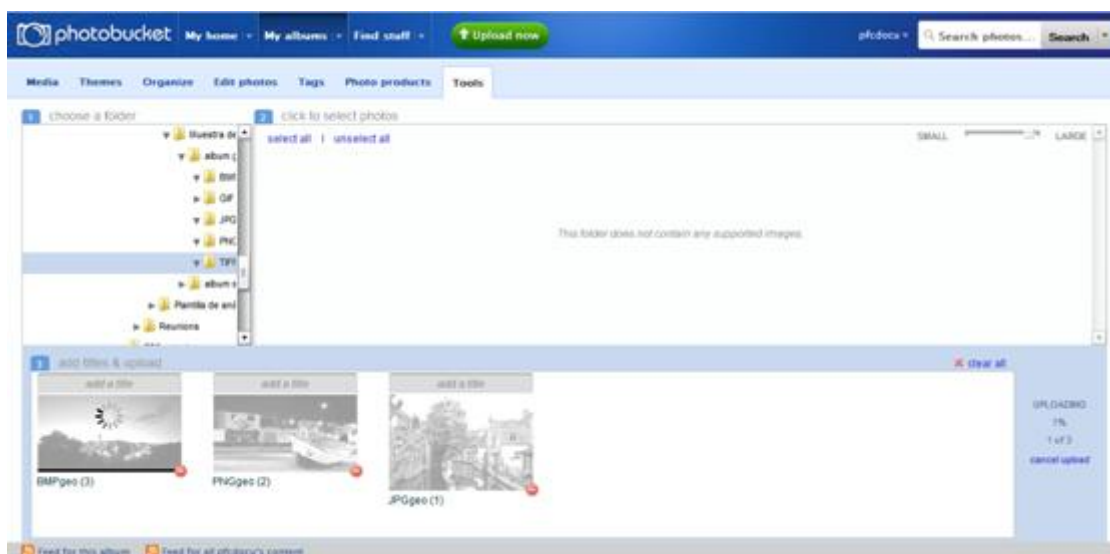 photobucket My home My albums Find stuff Upload now pfcdocu Search photos... Search
Media Themes Organize Edit photos Tags Photo products Tools
1 choose a folder 2 click to select photos
Muestra de
select all | unselect all SMALL LARGE
album
GIF
JPG
This folder does not contain any supported images.
TIF
album
Plantilla de
Reunions
3 add titles & upload clear all
add a title add a title add a title
UPLOADING
1%
1 of 3
cancel upload
BMPgeo (3) PNGgeo (2)
JPGgeo (1)
Feed for this album Feed for all pfcdocu's content